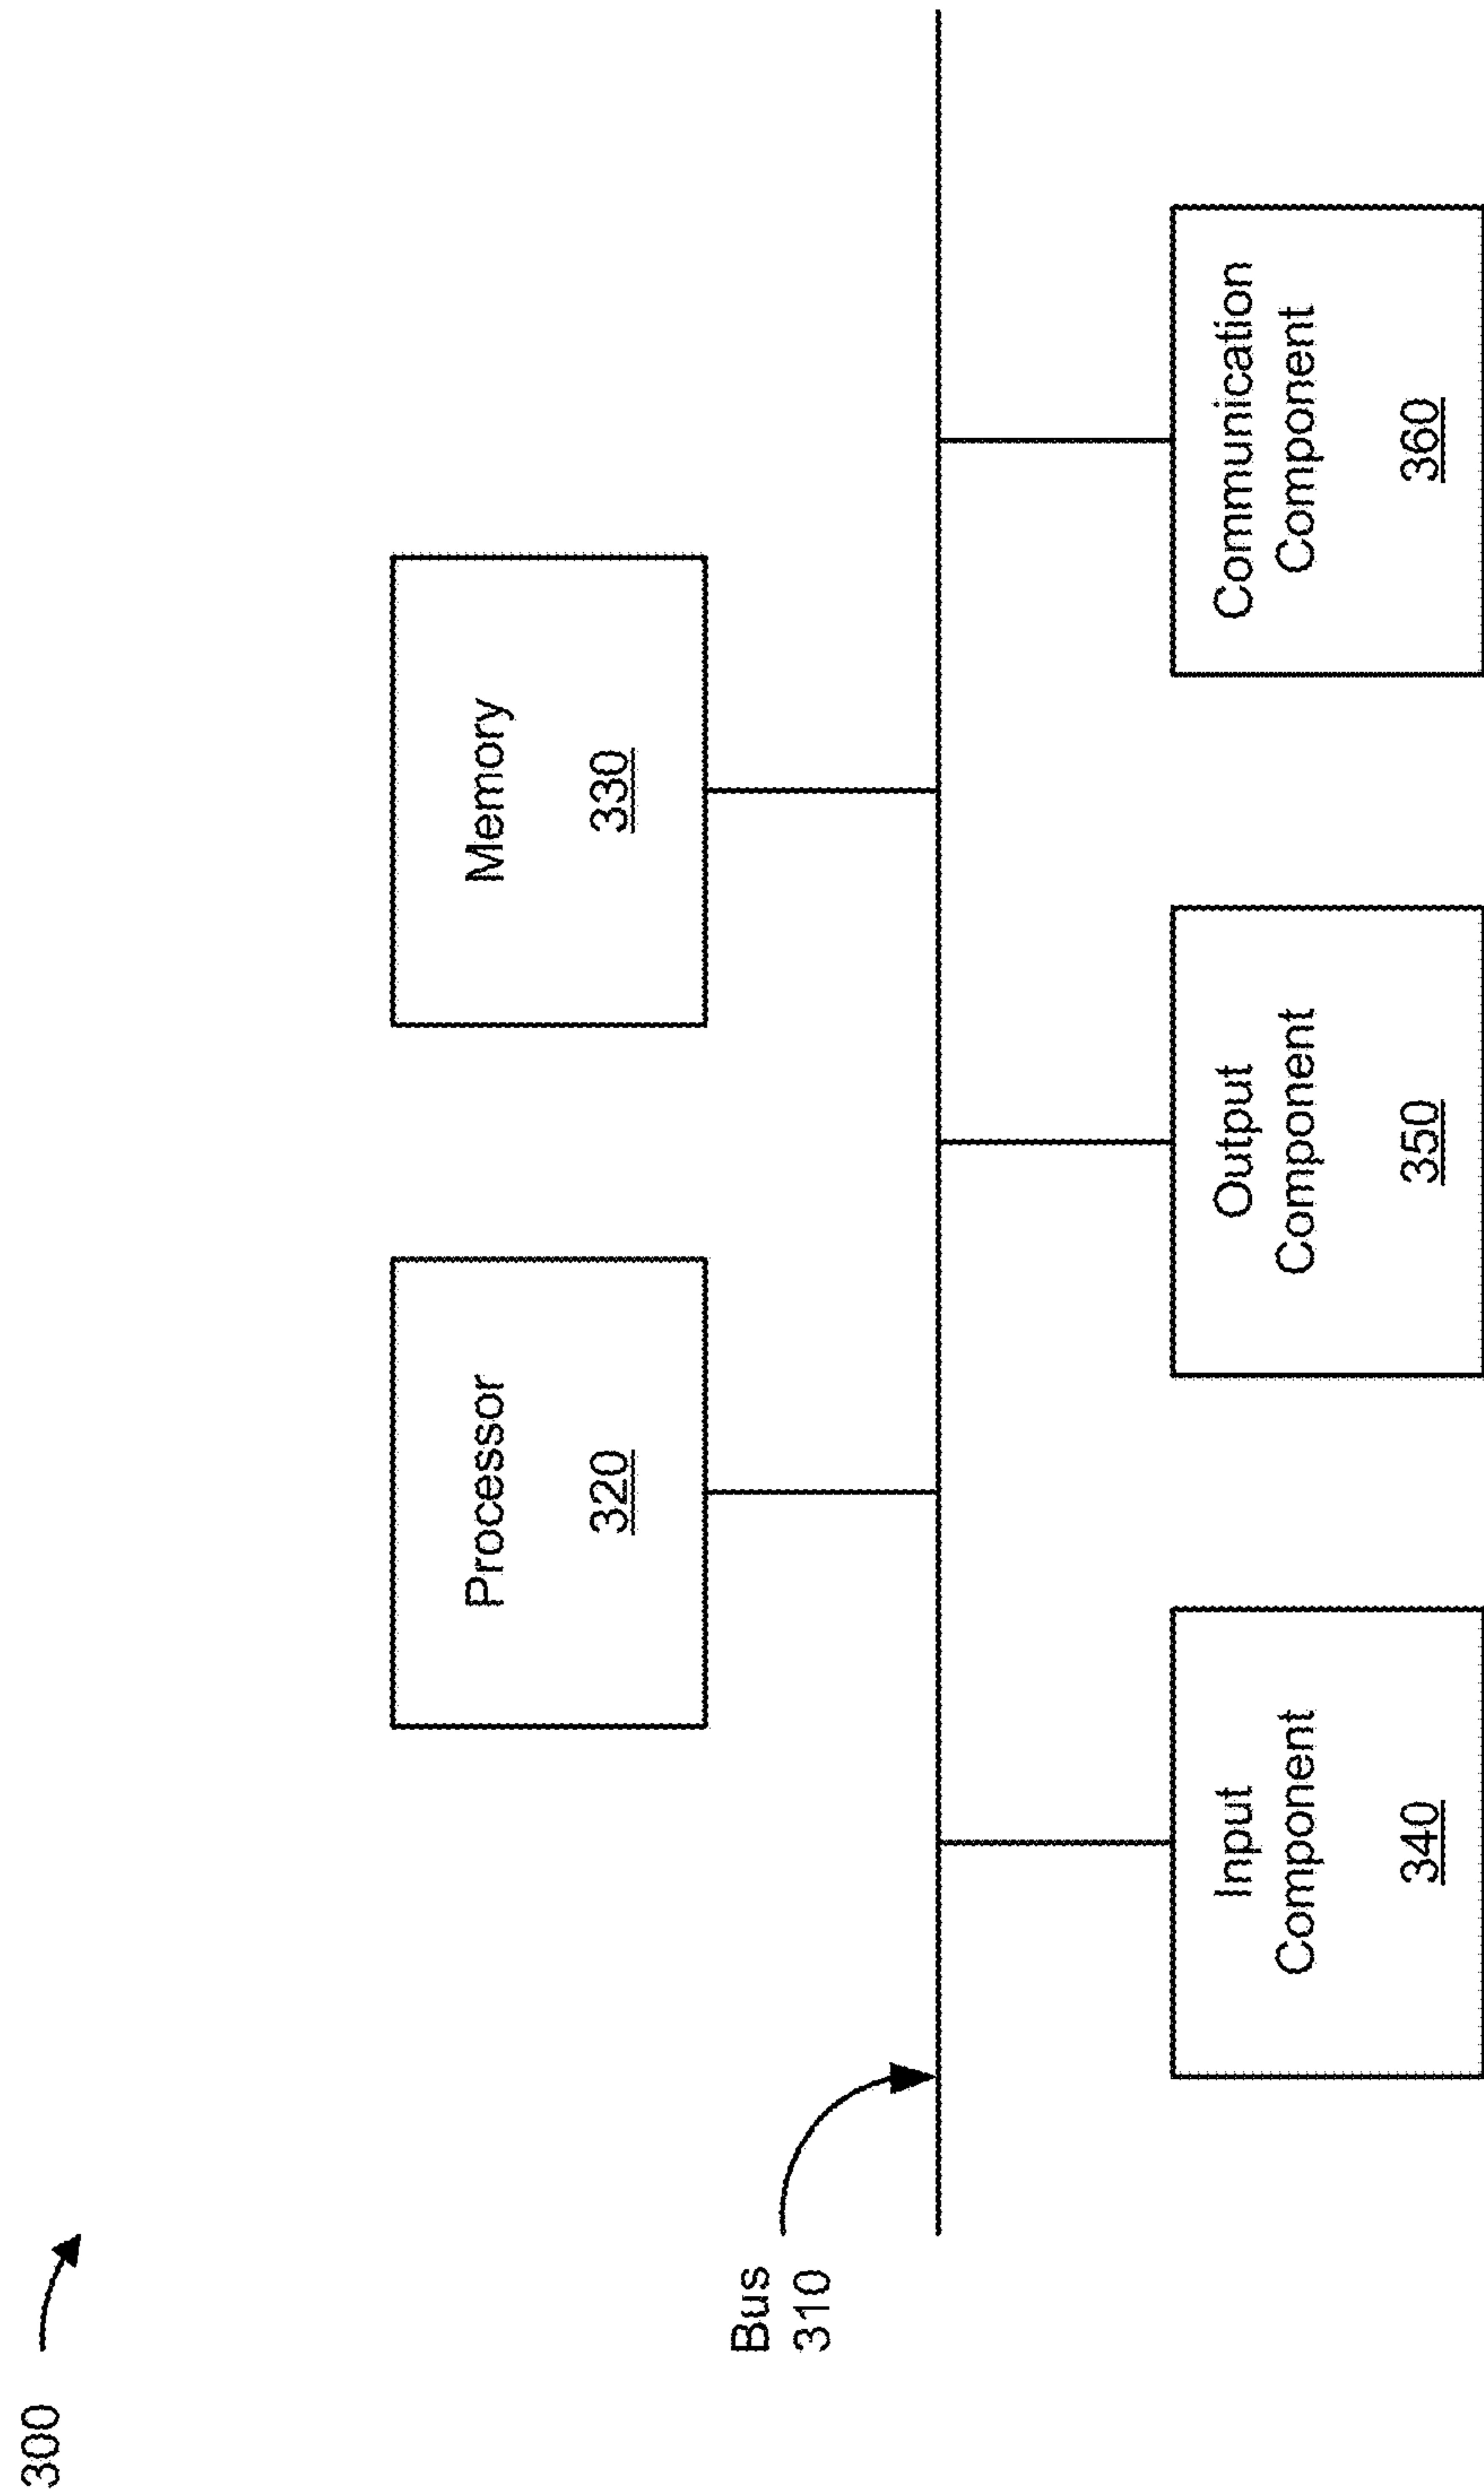 300
Bus
310
Processor
320
Memory
330
Input
Component
340
Output
Component
350
Communication
Component
360